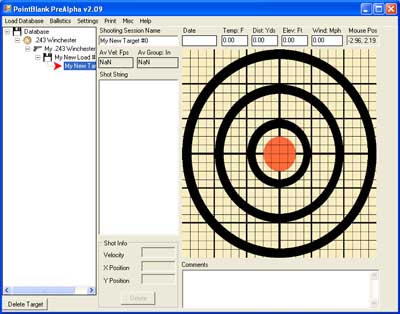 PointBlank PreAlpha v2.09
Load Database Ballistics Settings Print Misc Help
Database
.243 Winchester
My .243 Winchester
My New Load #
My New Tar
Delete Target
Shooting Session Name
My New Target #0
Av Vel: Fps Av Group: In
NaN NaN
Shot String
Shot Info
Velocity
X Position
Y Position
Delete
Date Temp: F Dist: Yds Elev: Ft Wind: Mph Mouse Pos
0.00 0.00 0.00 0.00 -2.96, 2.19
Comments